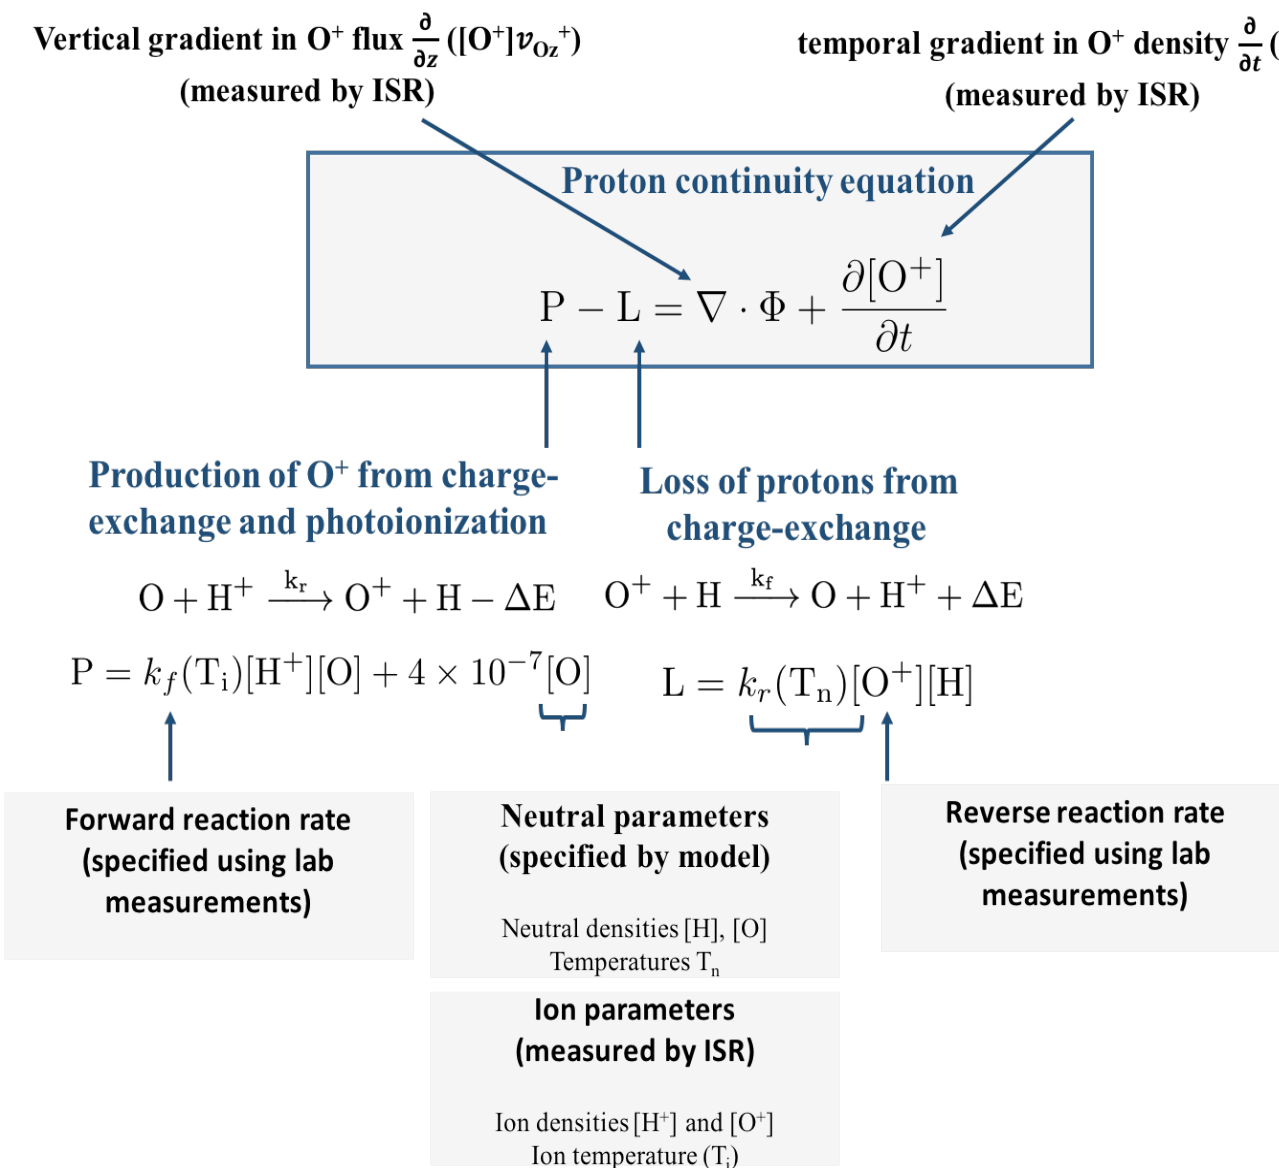 Vertical gradient in O⁺ flux ∂/∂z ([O⁺]v_Oz⁺)
(measured by ISR)
temporal gradient in O⁺ density ∂/∂t (
(measured by ISR)
Proton continuity equation
P − L = ∇ · Φ + ∂[O⁺]/∂t
Production of O⁺ from charge-
exchange and photoionization
Loss of protons from
charge-exchange
O + H⁺ —k_r→ O⁺ + H − ΔE
O⁺ + H —k_f→ O + H⁺ + ΔE
P = k_f(T_i)[H⁺][O] + 4 × 10⁻⁷[O]
L = k_r(T_n)[O⁺][H]
Forward reaction rate
(specified using lab
measurements)
Neutral parameters
(specified by model)
Neutral densities [H], [O]
Temperatures T_n
Reverse reaction rate
(specified using lab
measurements)
Ion parameters
(measured by ISR)
Ion densities [H⁺] and [O⁺]
Ion temperature (T_i)